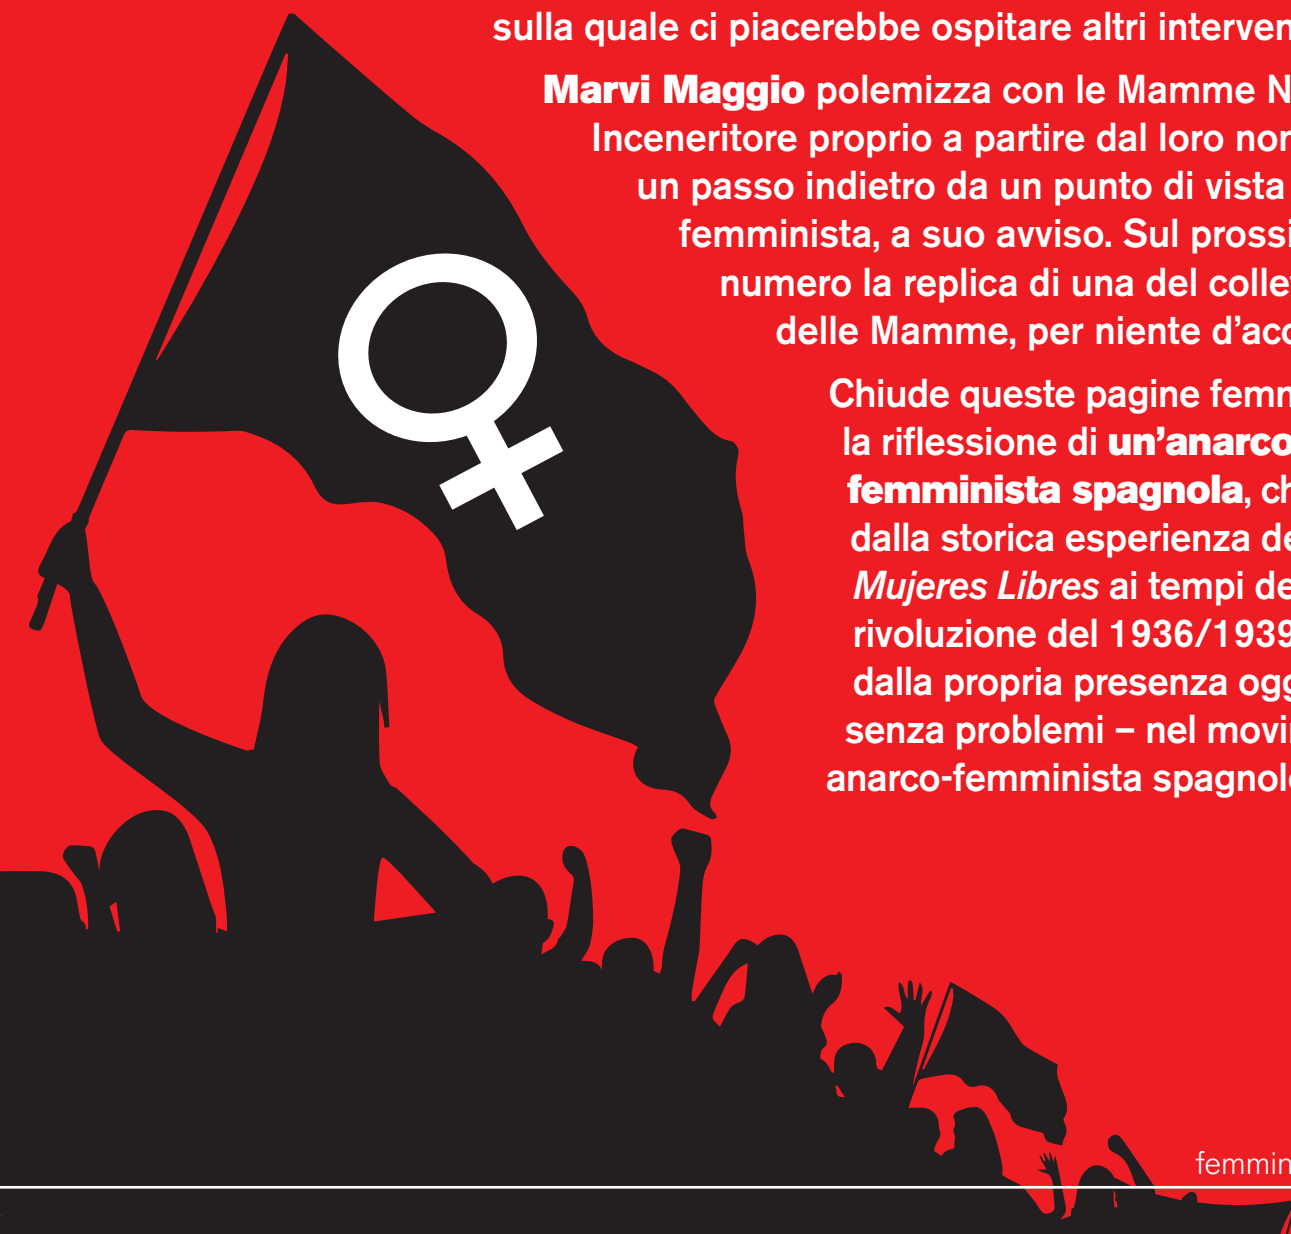 sulla quale ci piacerebbe ospitare altri interven
Marvi Maggio polemizza con le Mamme N
Inceneritore proprio a partire dal loro nor
un passo indietro da un punto di vista
femminista, a suo avviso. Sul prossi
numero la replica di una del collet
delle Mamme, per niente d'acc
Chiude queste pagine femm
la riflessione di un'anarco
femminista spagnola, ch
dalla storica esperienza de
Mujeres Libres ai tempi de
rivoluzione del 1936/1939
dalla propria presenza ogg
senza problemi – nel movi
anarco-femminista spagnol
femmin